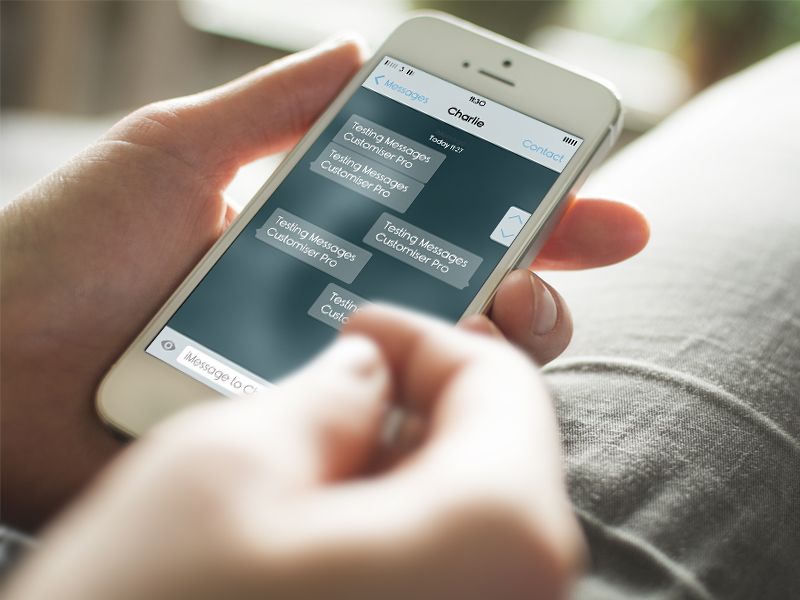 3
11:30
Messages
Charlie
Contact
Today 11:27
Testing Messages
Customiser Pro
Testing Messages
Customiser Pro
Testing Messages
Customiser Pro
Testing Messages
Customiser Pro
Testin
Custo
iMessage to Ch